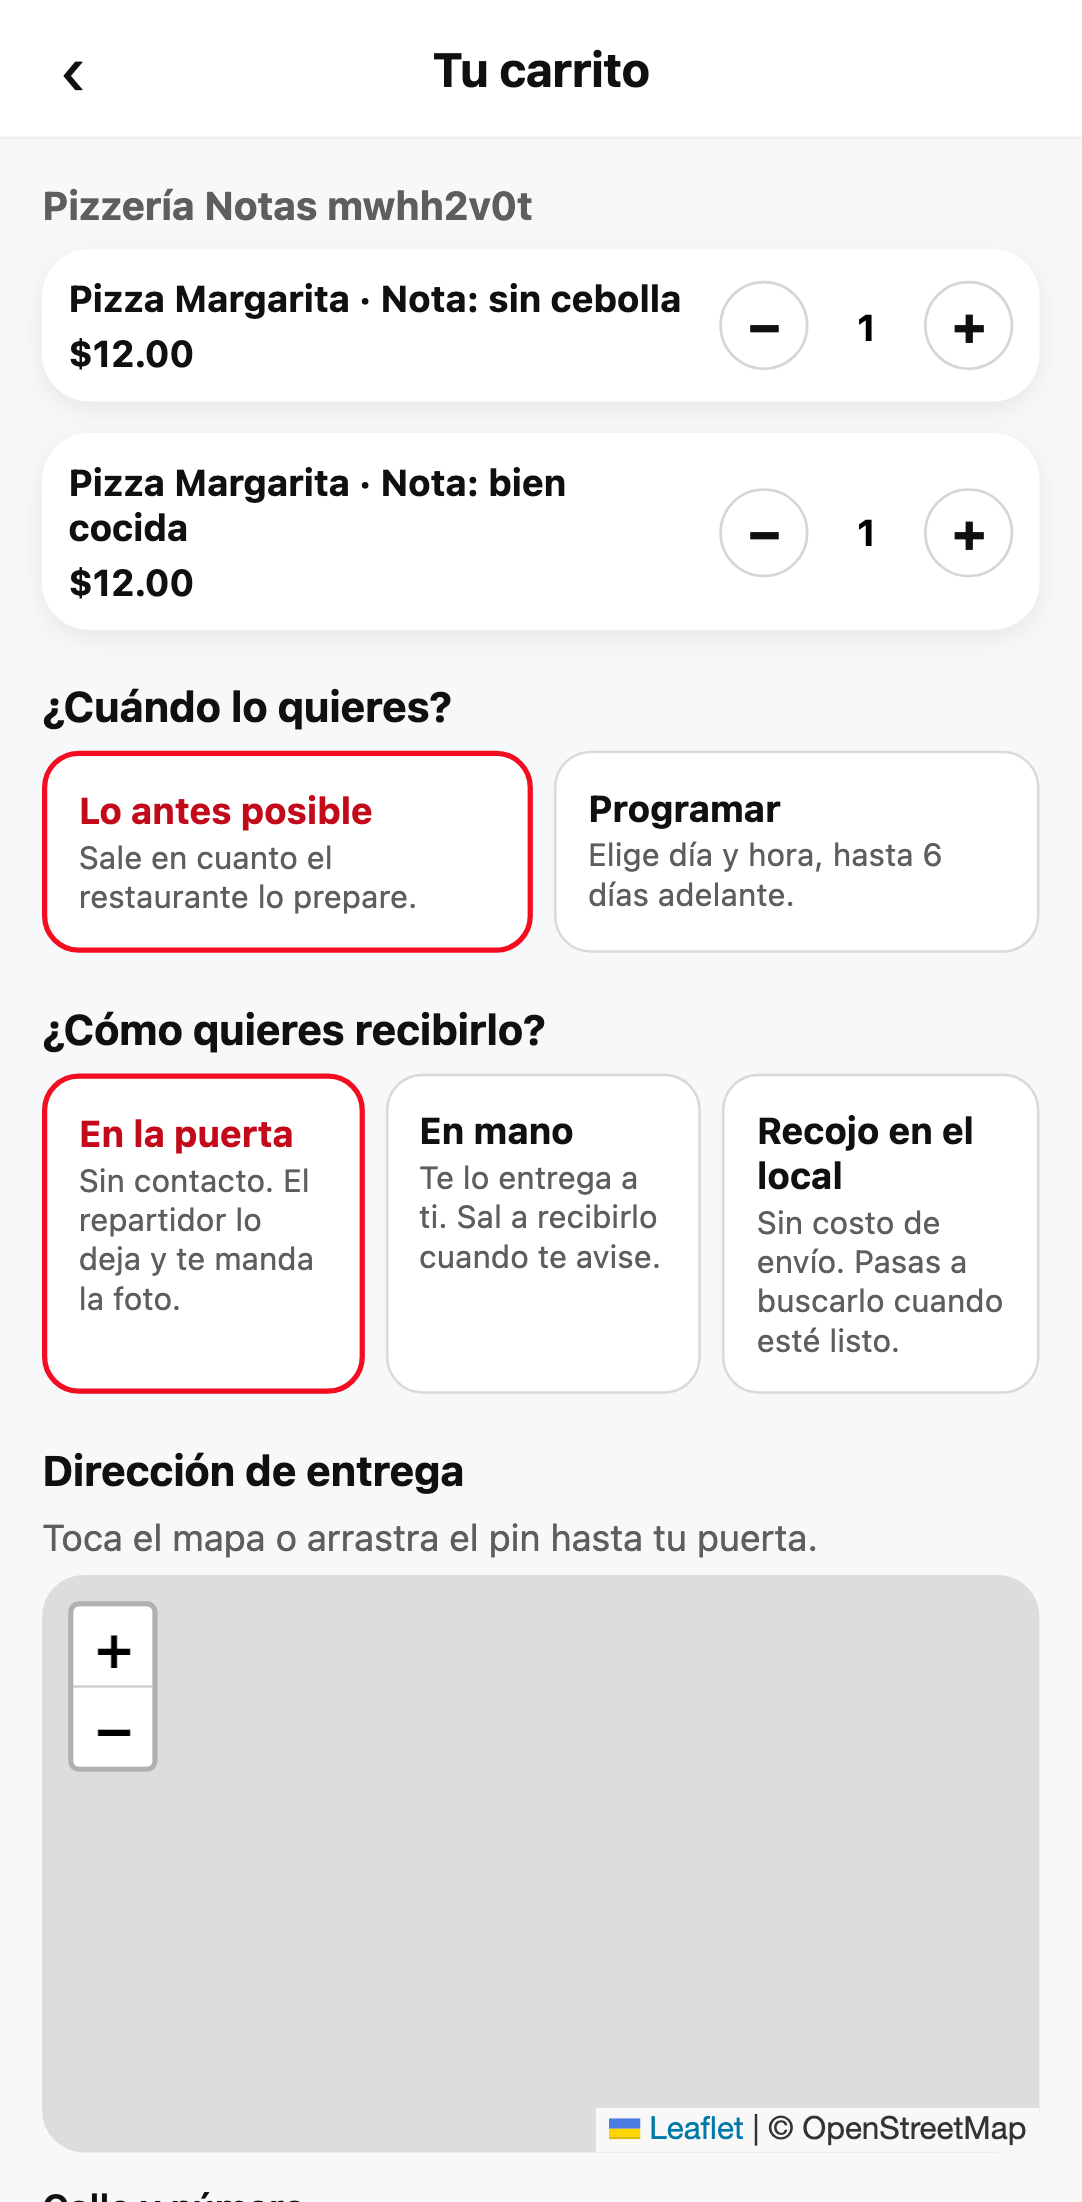 Tu carrito
Pizzería Notas mwhh2v0t
Pizza Margarita · Nota: sin cebolla
$12.00
− 1 +
Pizza Margarita · Nota: bien
cocida
$12.00
− 1 +
¿Cuándo lo quieres?
Lo antes posible
Sale en cuanto el
restaurante lo prepare.
Programar
Elige día y hora, hasta 6
días adelante.
¿Cómo quieres recibirlo?
En la puerta
Sin contacto. El
repartidor lo
deja y te manda
la foto.
En mano
Te lo entrega a
ti. Sal a recibirlo
cuando te avise.
Recojo en el
local
Sin costo de
envío. Pasas a
buscarlo cuando
esté listo.
Dirección de entrega
Toca el mapa o arrastra el pin hasta tu puerta.
+
−
Leaflet | © OpenStreetMap
Calle y número